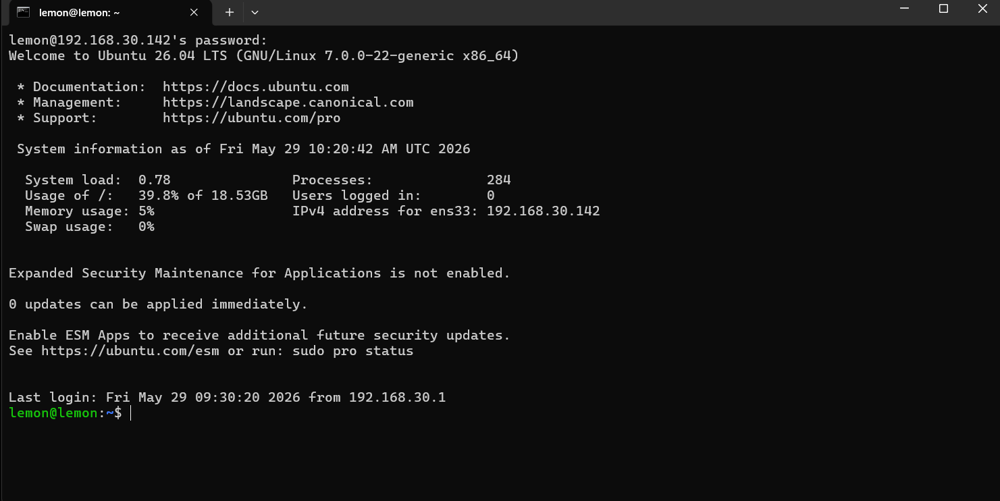 lemon@lemon: ~
lemon@192.168.30.142's password:
Welcome to Ubuntu 26.04 LTS (GNU/Linux 7.0.0-22-generic x86_64)
* Documentation:  https://docs.ubuntu.com
* Management:     https://landscape.canonical.com
* Support:        https://ubuntu.com/pro
System information as of Fri May 29 10:20:42 AM UTC 2026
System load:  0.78               Processes:              284
Usage of /:   39.8% of 18.53GB   Users logged in:        0
Memory usage: 5%                 IPv4 address for ens33: 192.168.30.142
Swap usage:   0%
Expanded Security Maintenance for Applications is not enabled.
0 updates can be applied immediately.
Enable ESM Apps to receive additional future security updates.
See https://ubuntu.com/esm or run: sudo pro status
Last login: Fri May 29 09:30:20 2026 from 192.168.30.1
lemon@lemon:~$